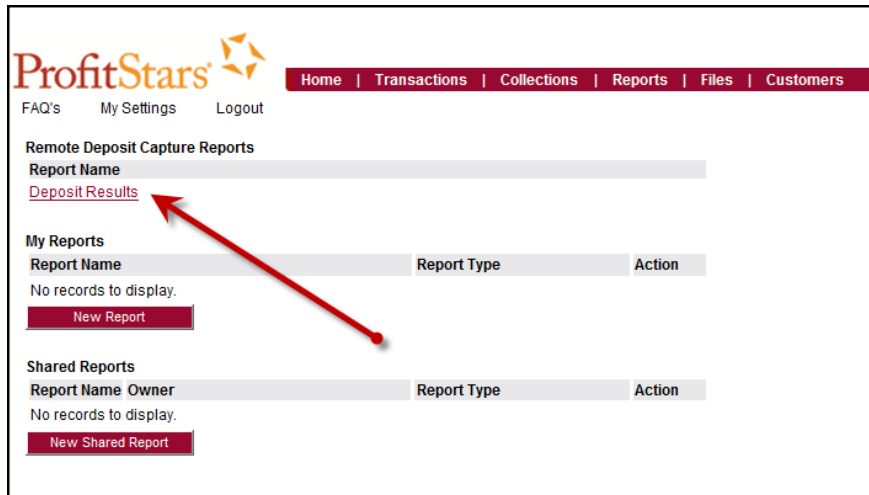 ProfitStars
Home | Transactions | Collections | Reports | Files | Customers
FAQ's My Settings Logout
Remote Deposit Capture Reports
Report Name
Deposit Results
My Reports
Report Name Report Type Action
No records to display.
New Report
Shared Reports
Report Name Owner Report Type Action
No records to display.
New Shared Report